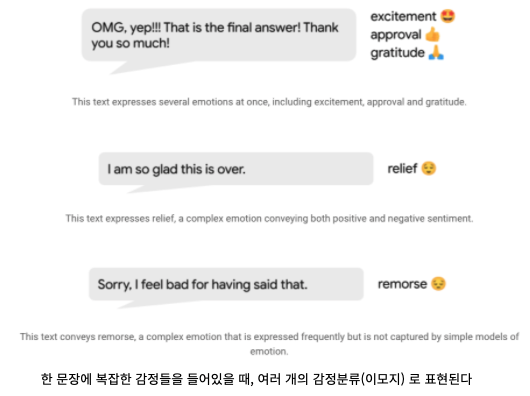 OMG, yep!!! That is the final answer! Thank
you so much!
excitement 🤩
approval 👍
gratitude 🙏
This text expresses several emotions at once, including excitement, approval and gratitude.
I am so glad this is over.
relief 😌
This text expresses relief, a complex emotion conveying both positive and negative sentiment.
Sorry, I feel bad for having said that.
remorse 😔
This text conveys remorse, a complex emotion that is expressed frequently but is not captured by simple models of
emotion.
한 문장에 복잡한 감정들을 들어있을 때, 여러 개의 감정분류(이모지) 로 표현된다